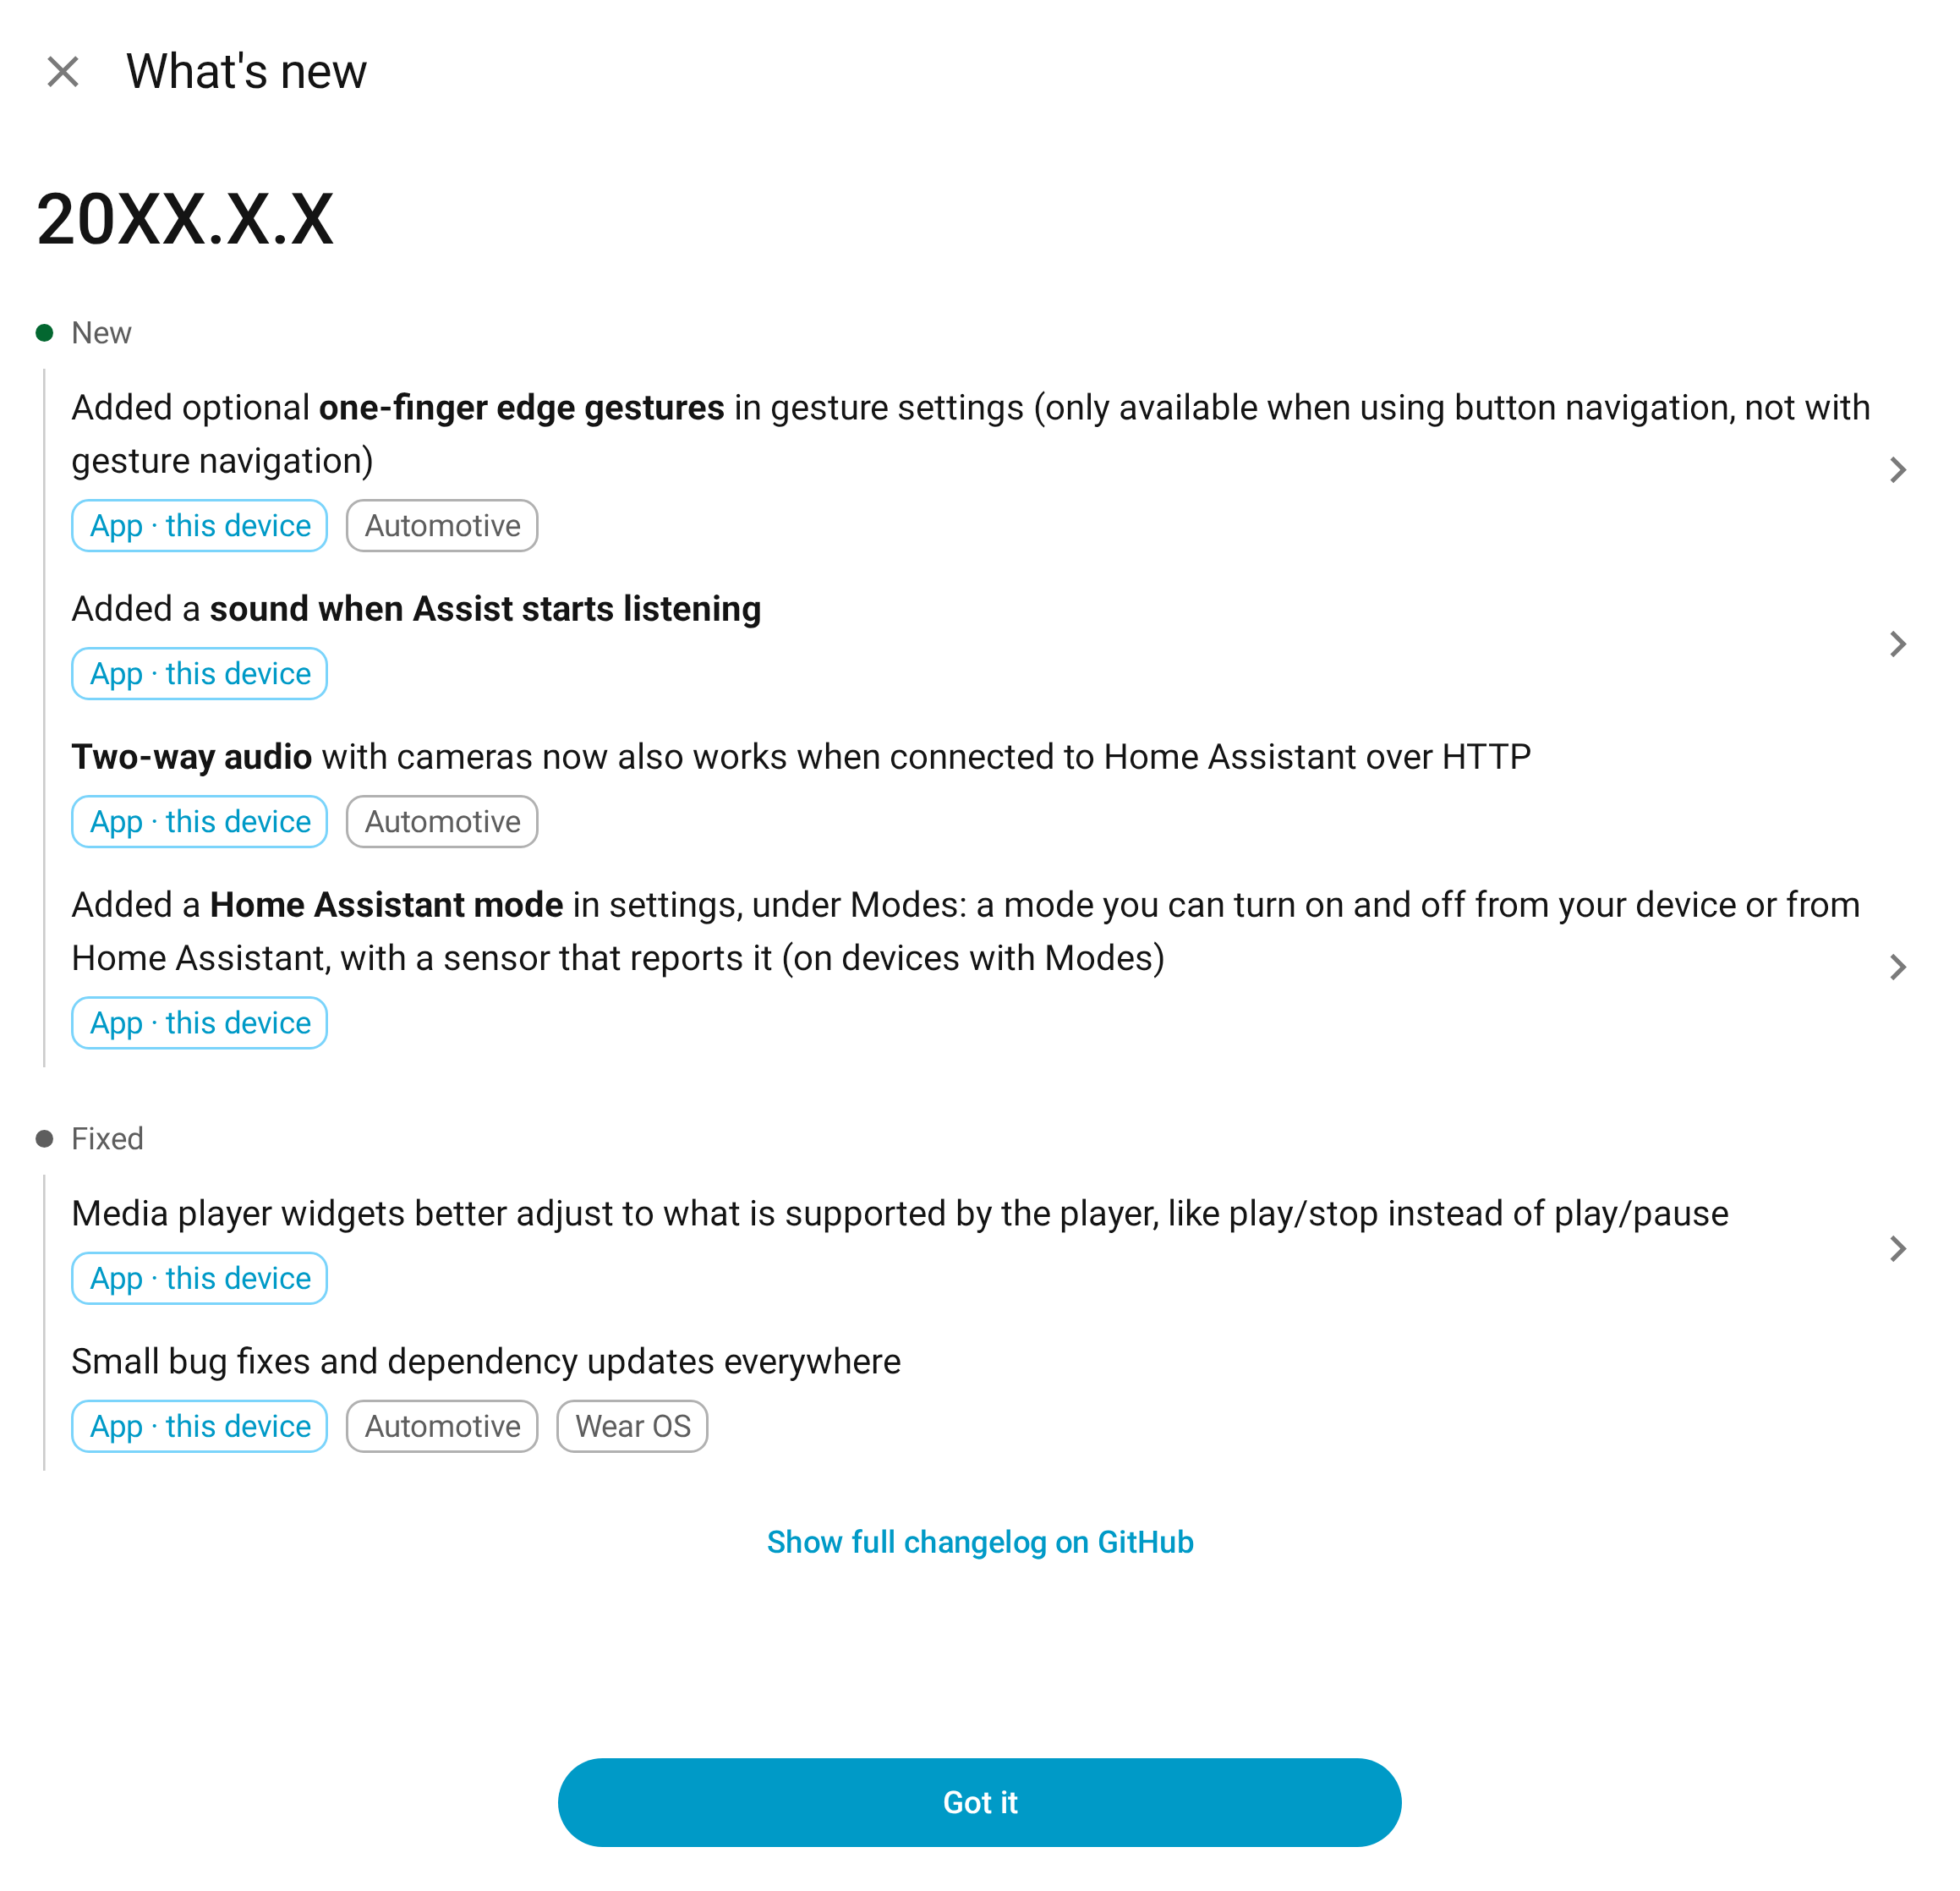 What's new
20XX.X.X
New
Added optional one-finger edge gestures in gesture settings (only available when using button navigation, not with
gesture navigation)
App · this device
Automotive
Added a sound when Assist starts listening
App · this device
Two-way audio with cameras now also works when connected to Home Assistant over HTTP
App · this device
Automotive
Added a Home Assistant mode in settings, under Modes: a mode you can turn on and off from your device or from
Home Assistant, with a sensor that reports it (on devices with Modes)
App · this device
Fixed
Media player widgets better adjust to what is supported by the player, like play/stop instead of play/pause
App · this device
Small bug fixes and dependency updates everywhere
App · this device
Automotive
Wear OS
Show full changelog on GitHub
Got it